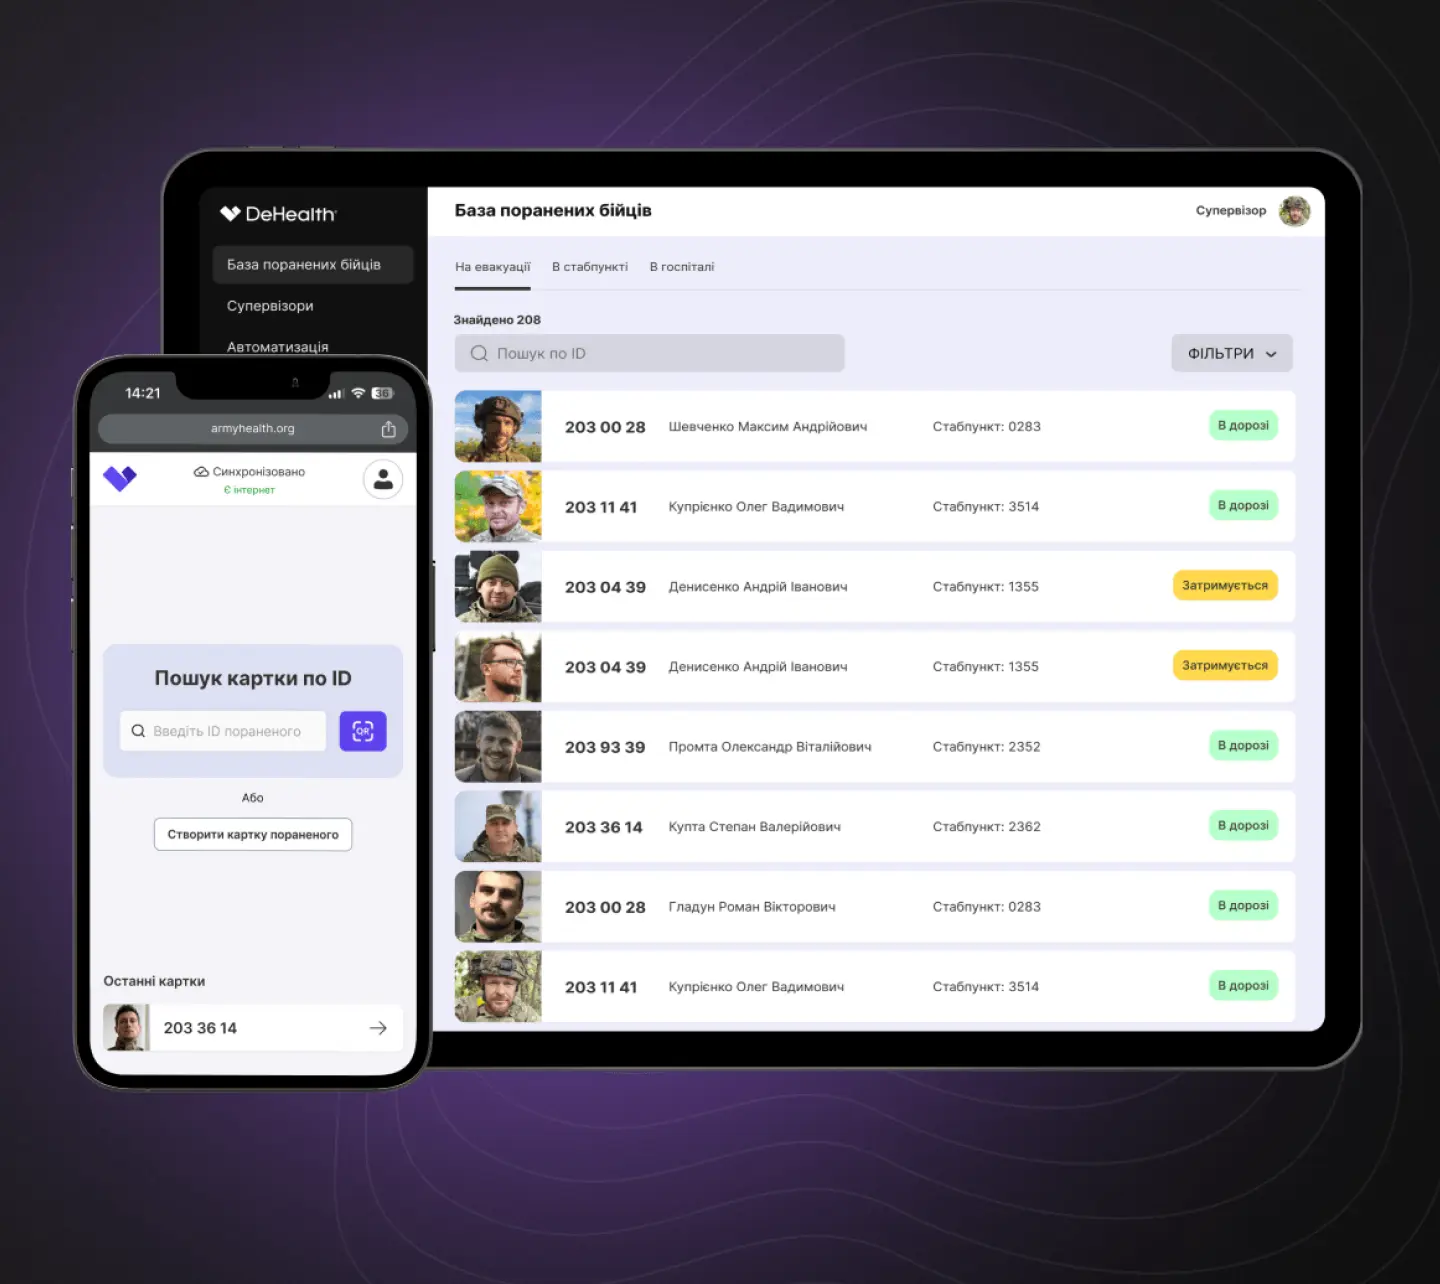 DeHealth
База поранених бійців
Супервізори
Автоматизація
База поранених бійців
Супервізор
На евакуації В стабпункті В госпіталі
Знайдено 208
Пошук по ID
ФІЛЬТРИ
203 00 28 Шевченко Максим Андрійович Стабпункт: 0283 В дорозі
203 11 41 Купрієнко Олег Вадимович Стабпункт: 3514 В дорозі
203 04 39 Денисенко Андрій Іванович Стабпункт: 1355 Затримується
203 04 39 Денисенко Андрій Іванович Стабпункт: 1355 Затримується
203 93 39 Промта Олександр Віталійович Стабпункт: 2352 В дорозі
203 36 14 Купта Степан Валерійович Стабпункт: 2362 В дорозі
203 00 28 Гладун Роман Вікторович Стабпункт: 0283 В дорозі
203 11 41 Купрієнко Олег Вадимович Стабпункт: 3514 В дорозі
14:21
36
armyhealth.org
Синхронізовано
Є інтернет
Пошук картки по ID
Введіть ID пораненого
QR
Або
Створити картку пораненого
Останні картки
203 36 14